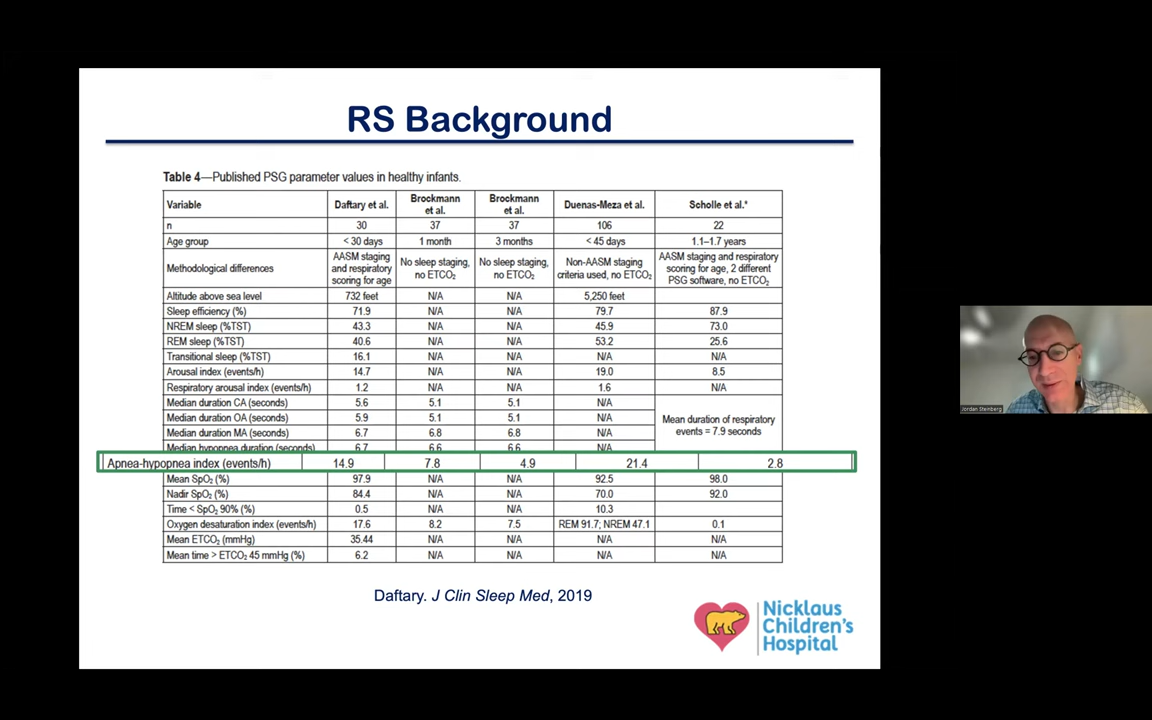 RS Background
Table 4—Published PSG parameter values in healthy infants.
Variable Daftary et al. Brockmann et al. Brockmann et al. Duenas-Meza et al. Scholle et al.*
n 30 37 37 106 22
Age group < 30 days 1 month 3 months < 45 days 1.1–1.7 years
Methodological differences AASM staging and respiratory scoring for age No sleep staging, no ETCO₂ No sleep staging, no ETCO₂ Non-AASM staging criteria used, no ETCO₂ AASM staging and respiratory scoring for age, 2 different PSG software, no ETCO₂
Altitude above sea level 732 feet N/A N/A 5,250 feet
Sleep efficiency (%) 71.9 N/A N/A 79.7 87.9
NREM sleep (%TST) 43.3 N/A N/A 45.9 73.0
REM sleep (%TST) 40.6 N/A N/A 53.2 25.6
Transitional sleep (%TST) 16.1 N/A N/A N/A N/A
Arousal index (events/h) 14.7 N/A N/A 19.0 8.5
Respiratory arousal index (events/h) 1.2 N/A N/A 1.6 N/A
Median duration CA (seconds) 5.6 5.1 5.1 N/A Mean duration of respiratory events = 7.9 seconds
Median duration OA (seconds) 5.9 5.1 5.1 N/A
Median duration MA (seconds) 6.7 6.8 6.8 N/A
Median hypopnea duration (seconds) 6.7 6.6 6.6 N/A
Apnea-hypopnea index (events/h) 14.9 7.8 4.9 21.4 2.8
Mean SpO₂ (%) 97.9 N/A N/A 92.5 98.0
Nadir SpO₂ (%) 84.4 N/A N/A 70.0 92.0
Time < SpO₂ 90% (%) 0.5 N/A N/A 10.3
Oxygen desaturation index (events/h) 17.6 8.2 7.5 REM 91.7; NREM 47.1 0.1
Mean ETCO₂ (mmHg) 35.44 N/A N/A N/A N/A
Mean time > ETCO₂ 45 mmHg (%) 6.2 N/A N/A N/A N/A
Daftary. J Clin Sleep Med, 2019
Nicklaus
Children's
Hospital
Jordan Steinberg